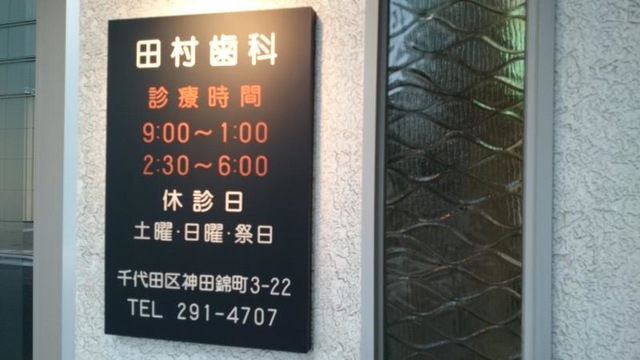 田村歯科
診療時間
9:00〜1:00
2:30〜6:00
休診日
土曜・日曜・祭日
千代田区神田錦町3-22
TEL 291-4707